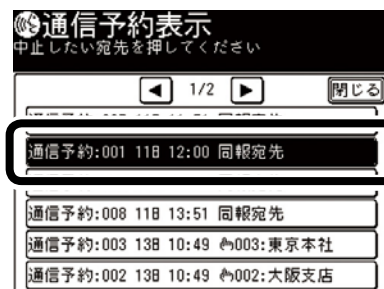 通信予約表示
中止したい宛先を押してください
◀ 1/2 ▶ 閉じる
通信予約:001 11日 12:00 同報宛先
通信予約:008 11日 13:51 同報宛先
通信予約:003 13日 10:49 003:東京本社
通信予約:002 13日 10:49 002:大阪支店